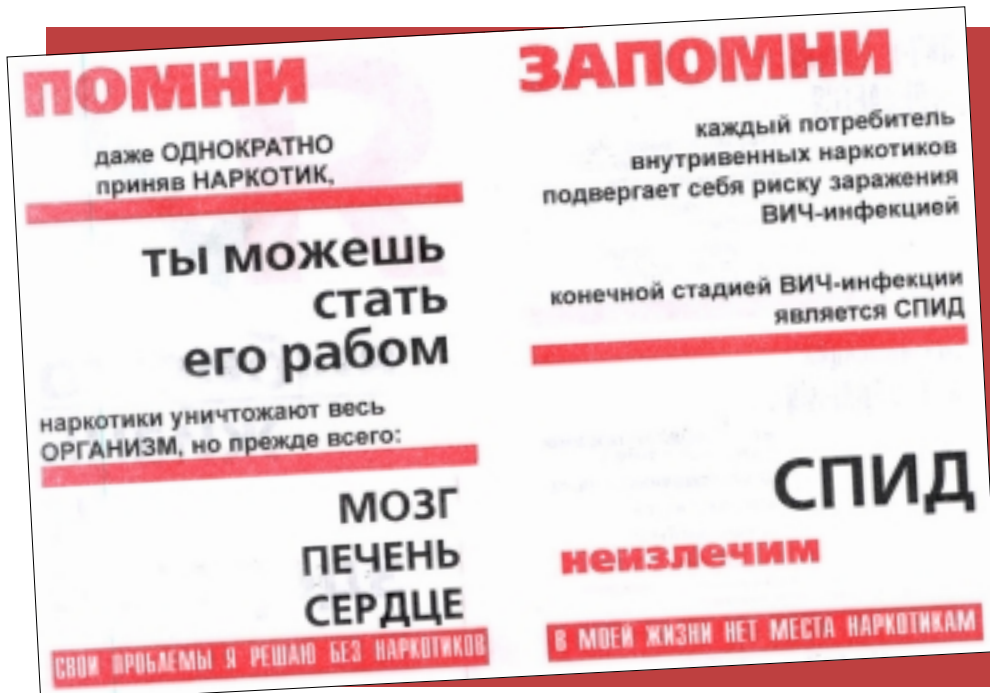 ПОМНИ
даже ОДНОКРАТНО
приняв НАРКОТИК,
ты можешь
стать
его рабом
наркотики уничтожают весь
ОРГАНИЗМ, но прежде всего:
МОЗГ
ПЕЧЕНЬ
СЕРДЦЕ
СВОИ ПРОБЛЕМЫ Я РЕШАЮ БЕЗ НАРКОТИКОВ
ЗАПОМНИ
каждый потребитель
внутривенных наркотиков
подвергает себя риску заражения
ВИЧ-инфекцией
конечной стадией ВИЧ-инфекции
является СПИД
СПИД
неизлечим
В МОЕЙ ЖИЗНИ НЕТ МЕСТА НАРКОТИКАМ